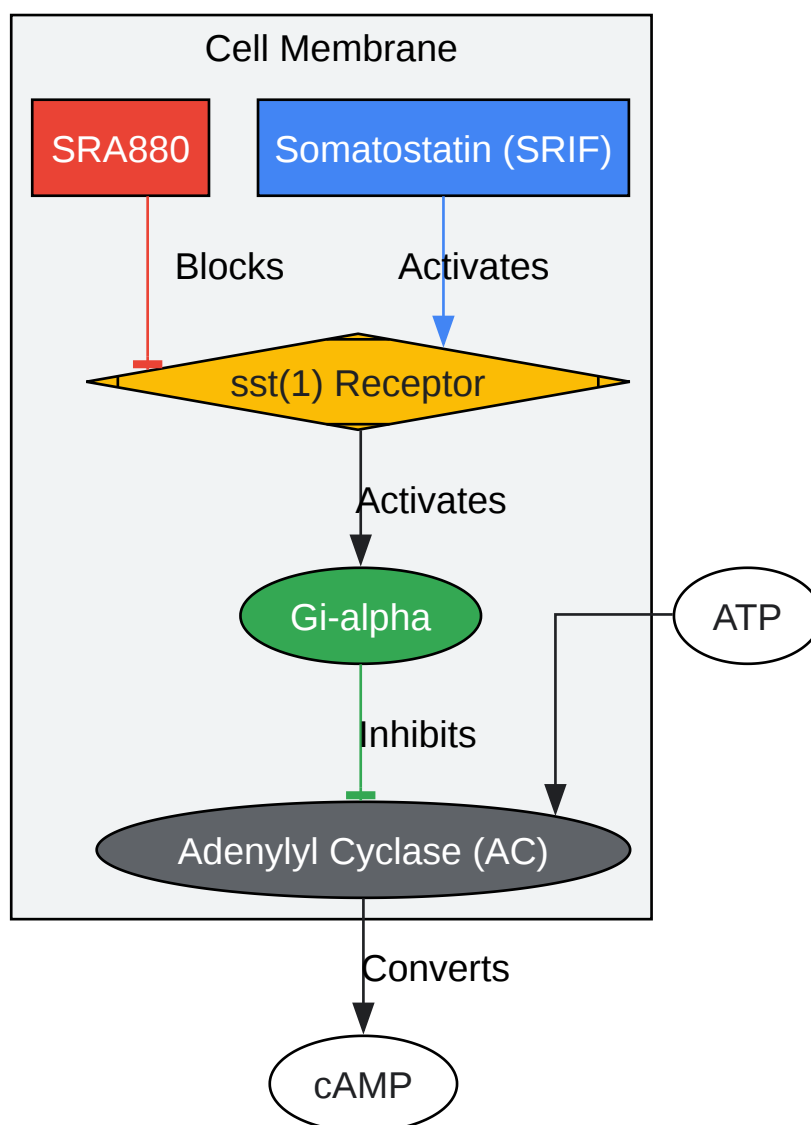 Cell Membrane
SRA880
Somatostatin (SRIF)
Blocks
Activates
sst(1) Receptor
Activates
Gi-alpha
ATP
Inhibits
Adenylyl Cyclase (AC)
Converts
cAMP